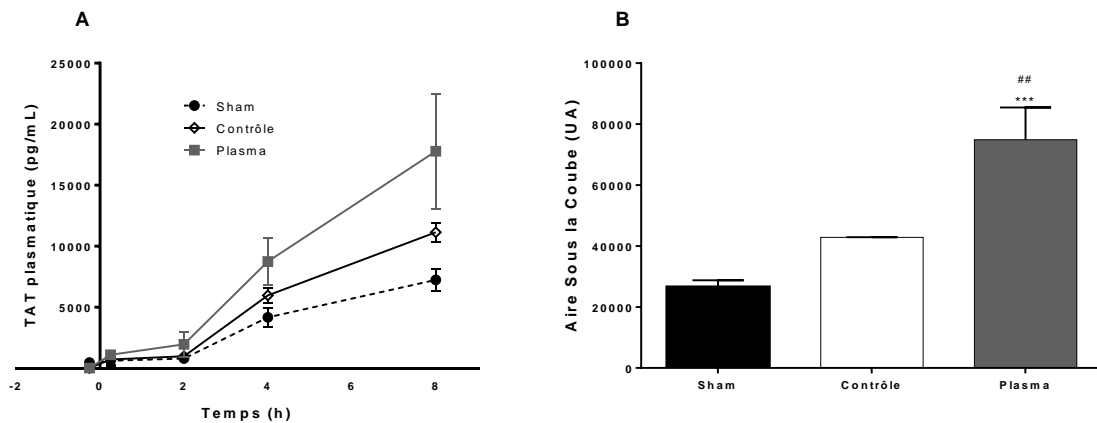 A
TAT plasmatique (pg/mL)
25000
20000
15000
10000
5000
Sham
Contrôle
Plasma
-2 0 2 4 6 8
Temps (h)
B
Aire Sous la Coube (UA)
100000
80000
60000
40000
20000
0
##
***
Sham Contrôle Plasma